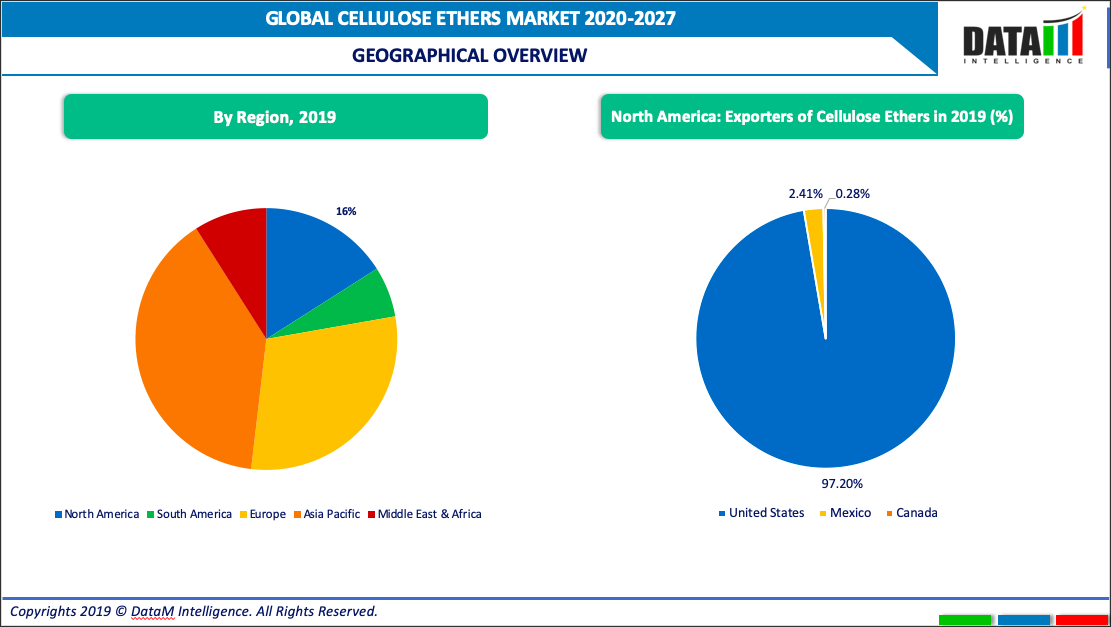 GLOBAL CELLULOSE ETHERS MARKET 2020-2027
GEOGRAPHICAL OVERVIEW
DATAM
INTELLIGENCE
By Region, 2019
North America: Exporters of Cellulose Ethers in 2019 (%)
16%
2.41%
0.28%
97.20%
North America South America Europe Asia Pacific Middle East & Africa
United States Mexico Canada
Copyrights 2019 © DataM Intelligence. All Rights Reserved.